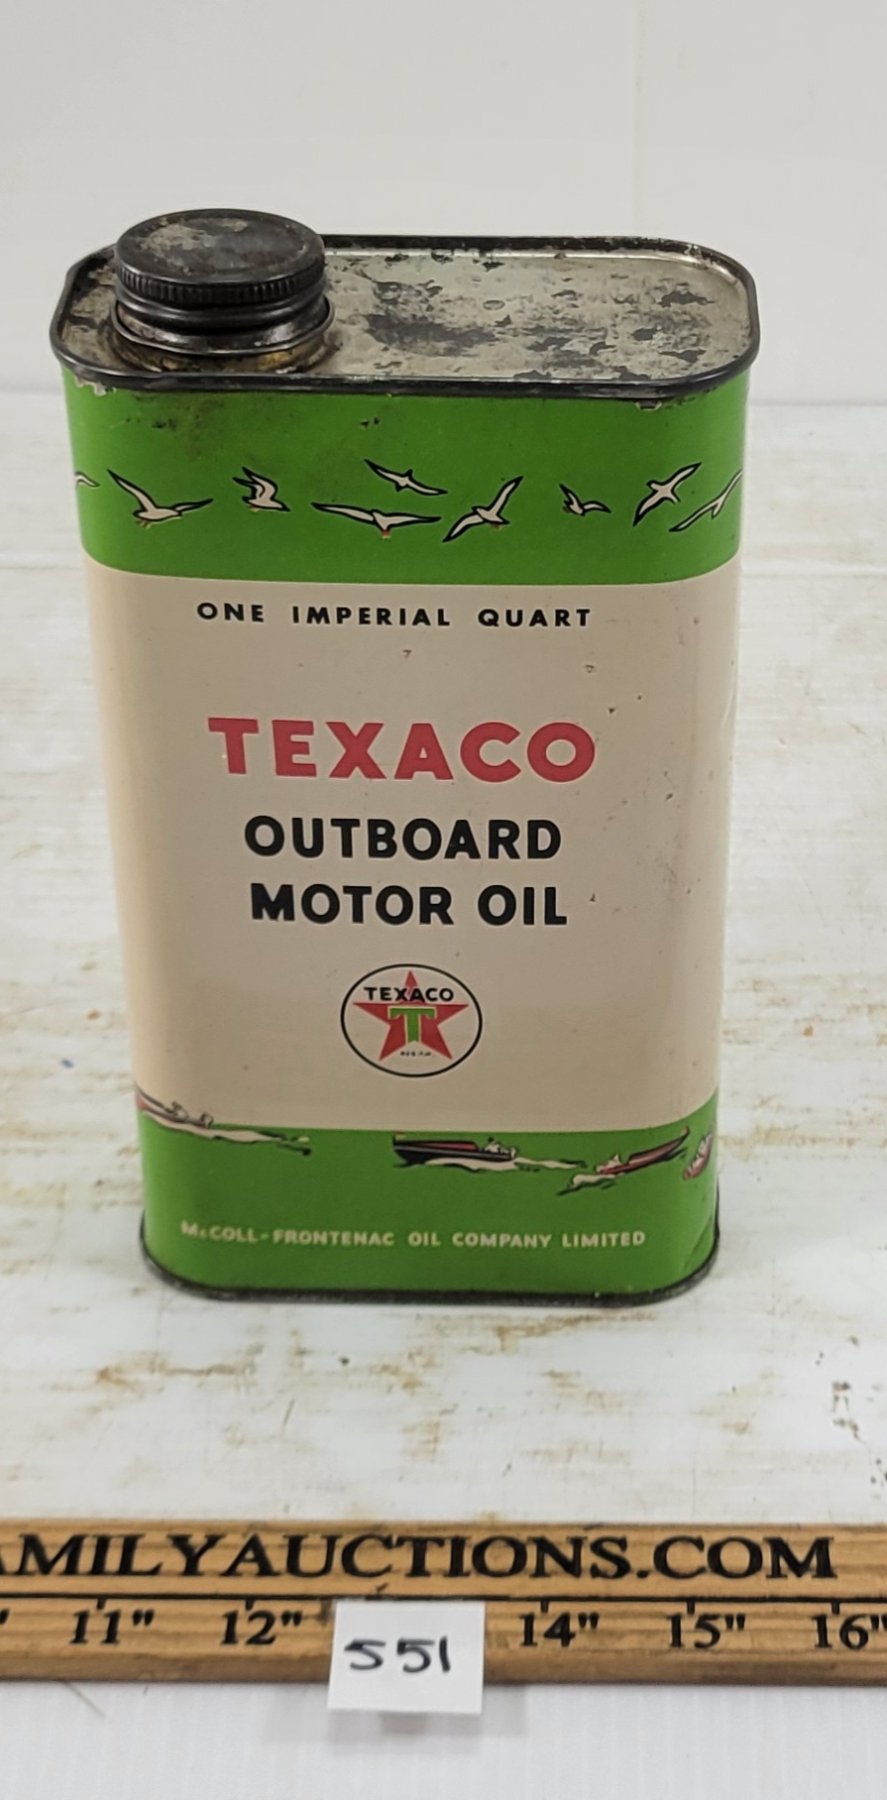 ONE IMPERIAL QUART
TEXACO
OUTBOARD
MOTOR OIL
TEXACO
T
McCOLL-FRONTENAC OIL COMPANY LIMITED
AMILYAUCTIONS.COM
11" 12" 14" 15" 16"
551